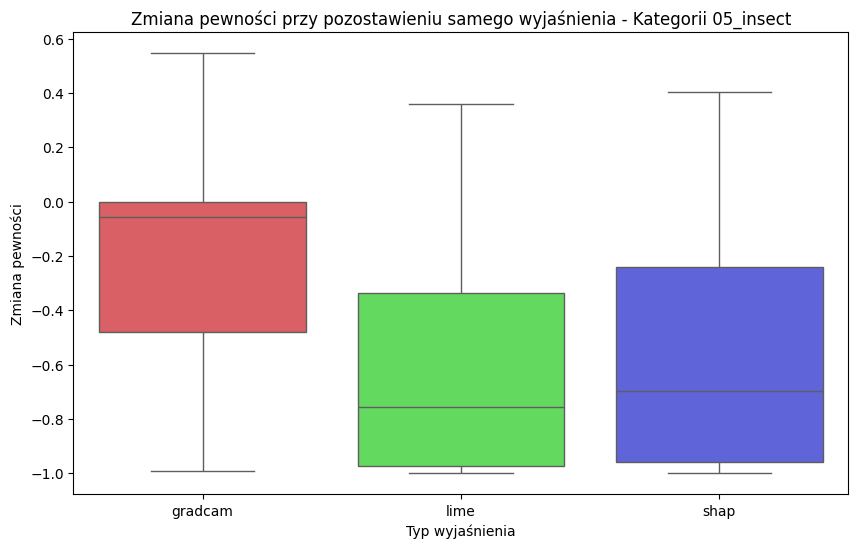 Zmiana pewności przy pozostawieniu samego wyjaśnienia - Kategorii 05_insect
Zmiana pewności
0.6
0.4
0.2
0.0
−0.2
−0.4
−0.6
−0.8
−1.0
gradcam lime shap
Typ wyjaśnienia